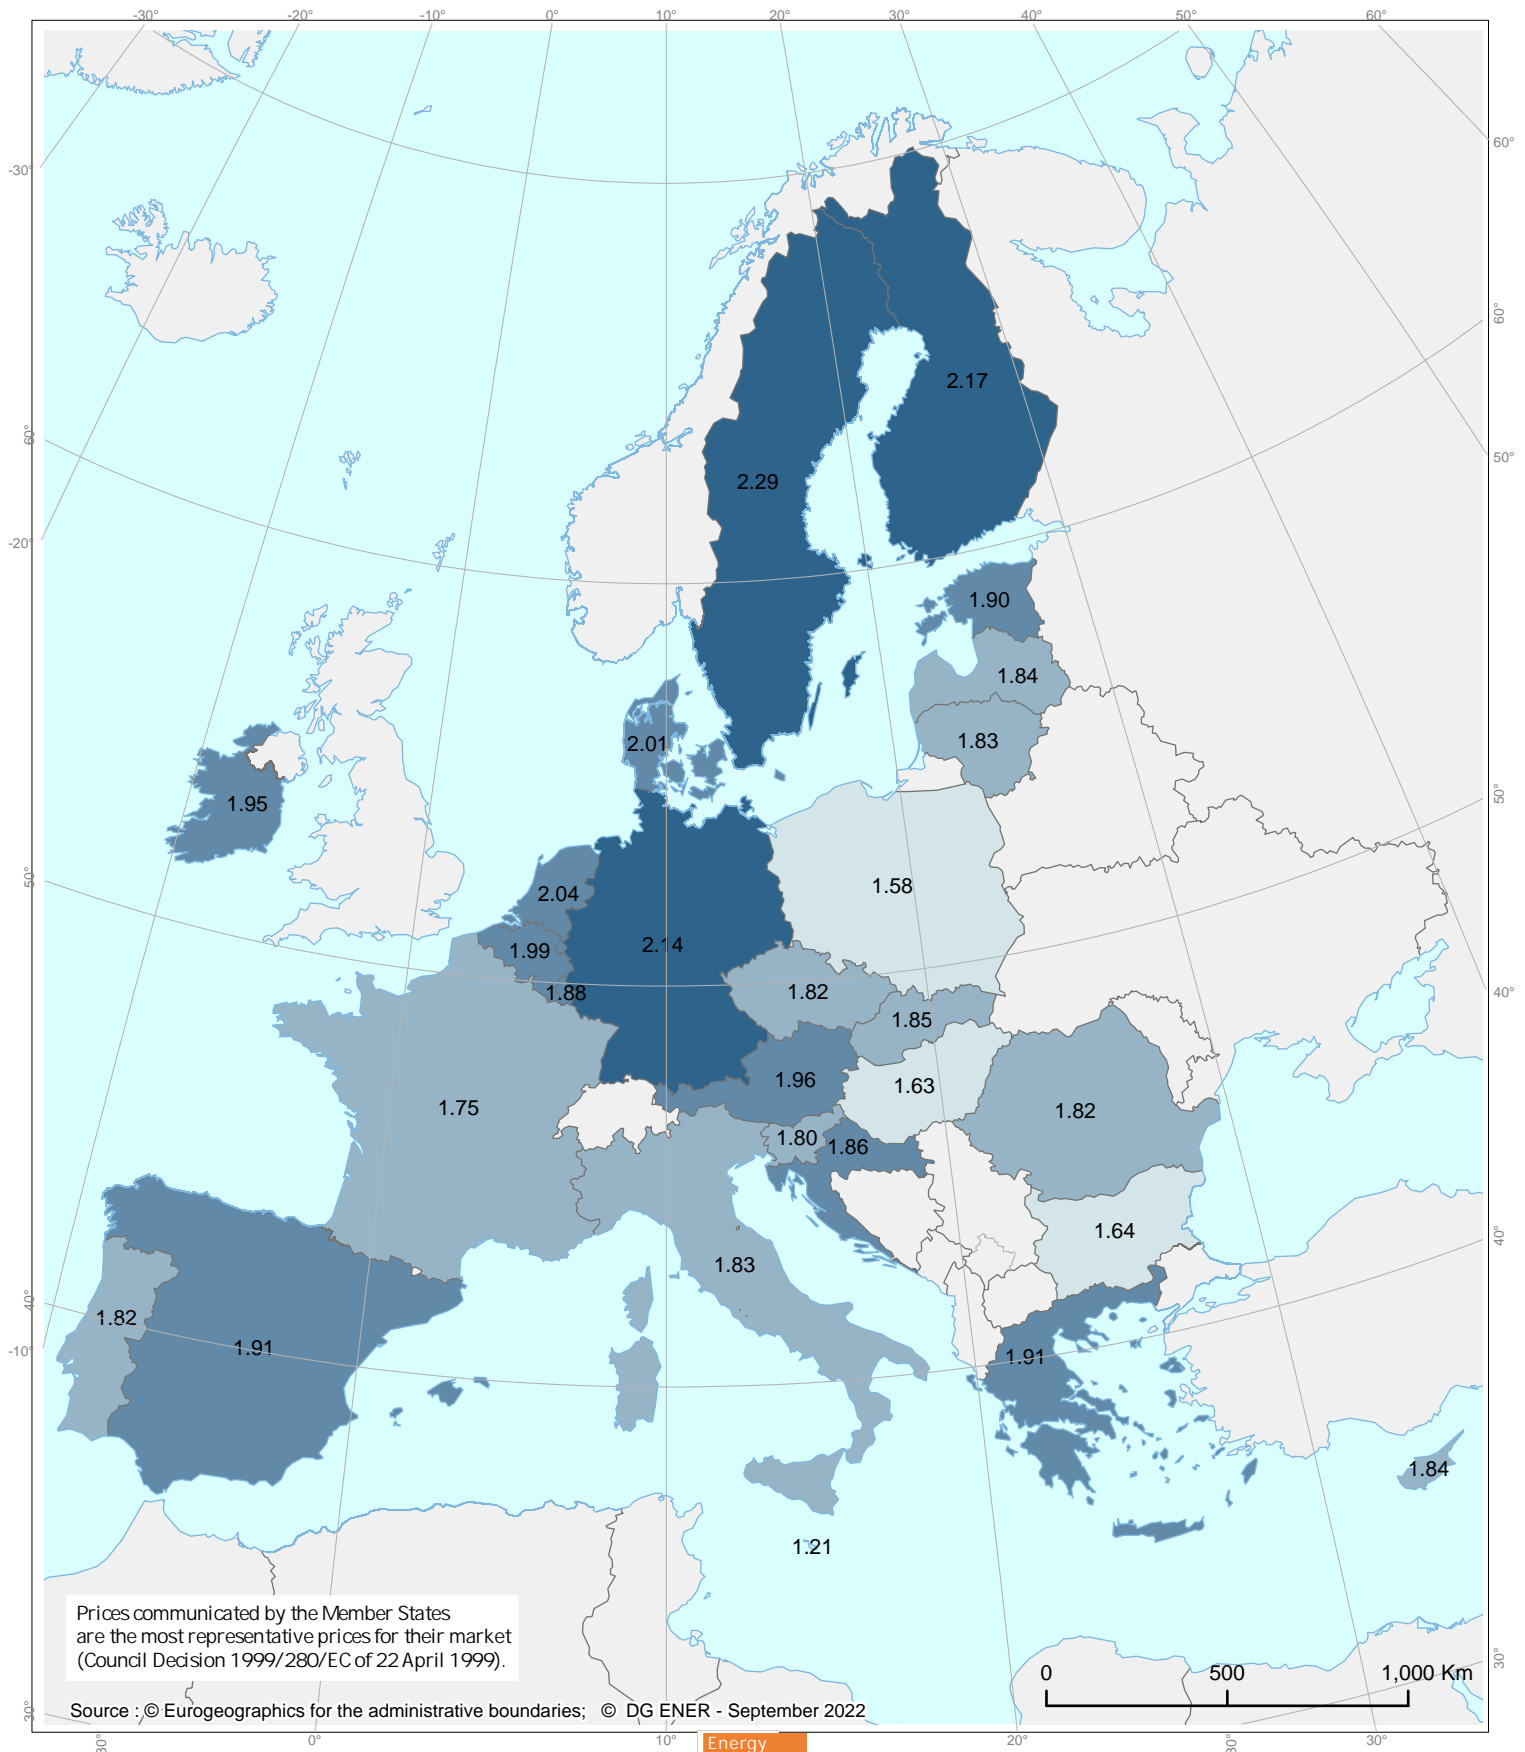 -30° -20° -10° 0° 10° 20° 30° 40° 50° 60°
-30° 60°
2.17
60°
60° 50°
2.29
-20°
1.90
1.84
2.01 1.83
1.95 50°
50° 2.04 1.58
1.99 2.14
1.88 1.82 40°
1.85
1.96 1.63
1.75 1.82
1.80 1.86
1.64 40°
1.83
40° 1.82
-10° 1.91 1.91
1.84
1.21
Prices communicated by the Member States
are the most representative prices for their market
(Council Decision 1999/280/EC of 22 April 1999).
30°
0 500 1,000 Km
Source : © Eurogeographics for the administrative boundaries; © DG ENER - September 2022
30°
30° 0° 10° 20° 30° 30°
Energy